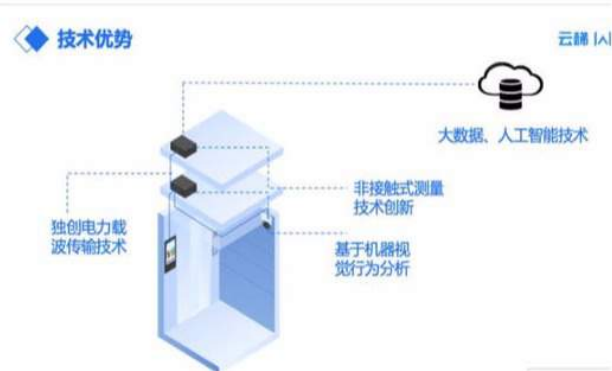 技术优势
云梯
大数据、人工智能技术
非接触式测量
技术创新
独创电力载
波传输技术
基于机器视
觉行为分析